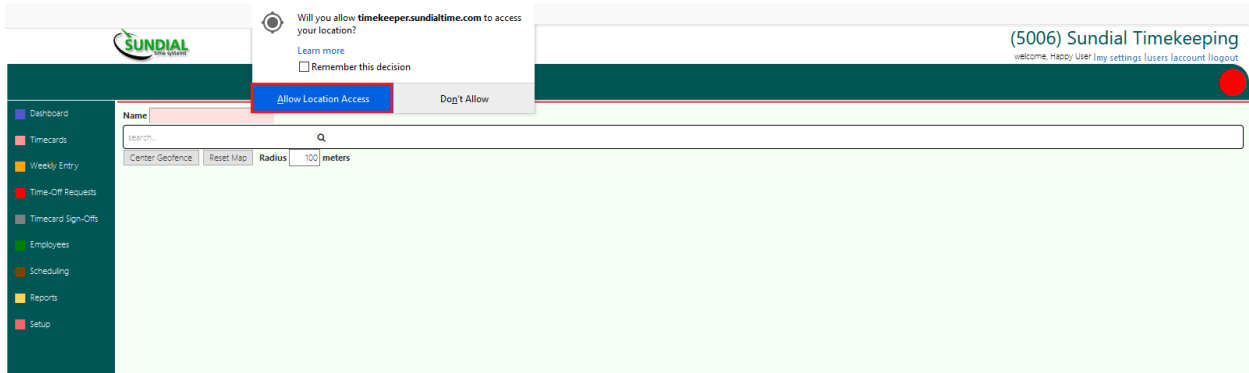 Will you allow timekeeper.sundialtime.com to access
your location?
Learn more
Remember this decision
Allow Location Access
Don't Allow
SUNDIAL
time systems
(5006) Sundial Timekeeping
welcome, Happy User |my settings |users |account |logout
Dashboard
Timecards
Weekly Entry
Time-Off Requests
Timecard Sign-Offs
Employees
Scheduling
Reports
Setup
Name
search..
Center Geofence
Reset Map
Radius 100 meters